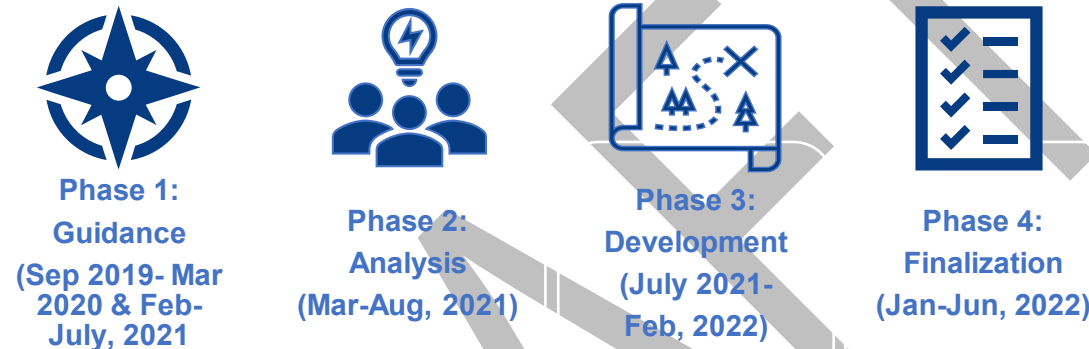 Phase 1:
Guidance
(Sep 2019- Mar
2020 & Feb-
July, 2021
Phase 2:
Analysis
(Mar-Aug, 2021)
Phase 3:
Development
(July 2021-
Feb, 2022)
Phase 4:
Finalization
(Jan-Jun, 2022)